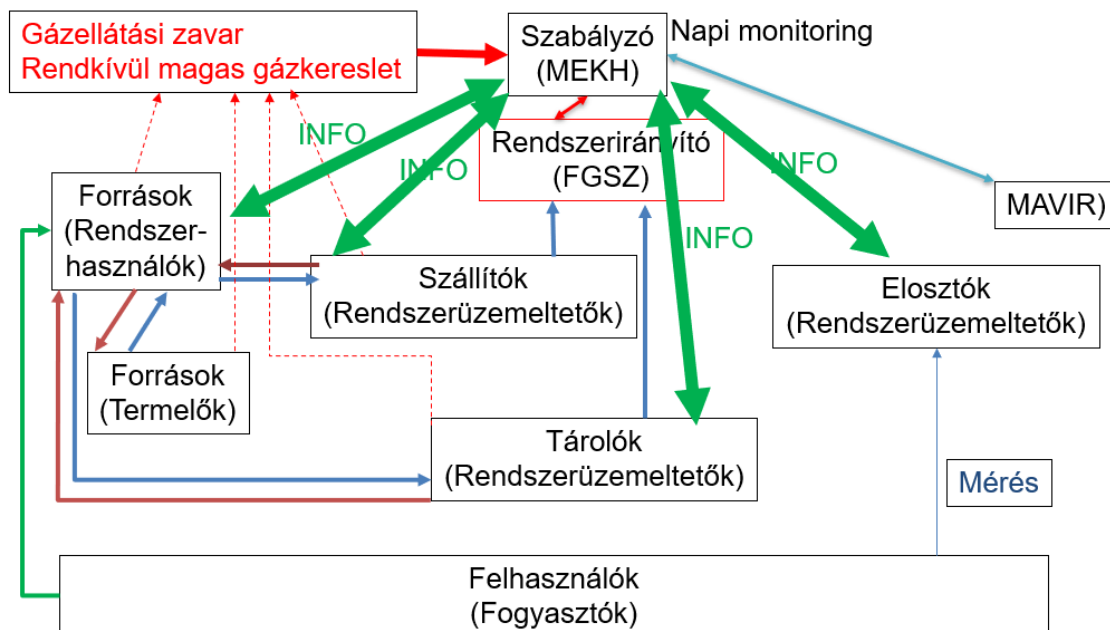 Gázellátási zavar
Rendkívül magas gázkereslet
Szabályzó
(MEKH)
Napi monitoring
INFO
INFO
INFO
INFO
Rendszerirányító
(FGSZ)
MAVIR)
Források
(Rendszer-
használók)
Szállítók
(Rendszerüzemeltetők)
Elosztók
(Rendszerüzemeltetők)
Források
(Termelők)
Tárolók
(Rendszerüzemeltetők)
Mérés
Felhasználók
(Fogyasztók)